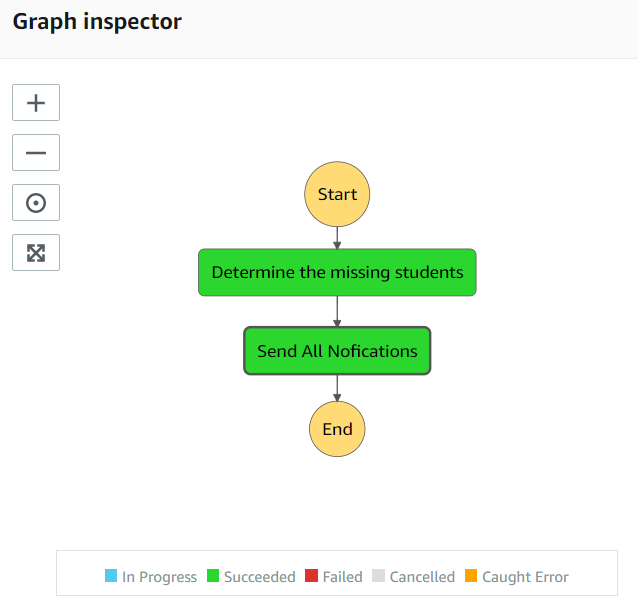 Graph inspector
Start
Determine the missing students
Send All Nofications
End
In Progress Succeeded Failed Cancelled Caught Error